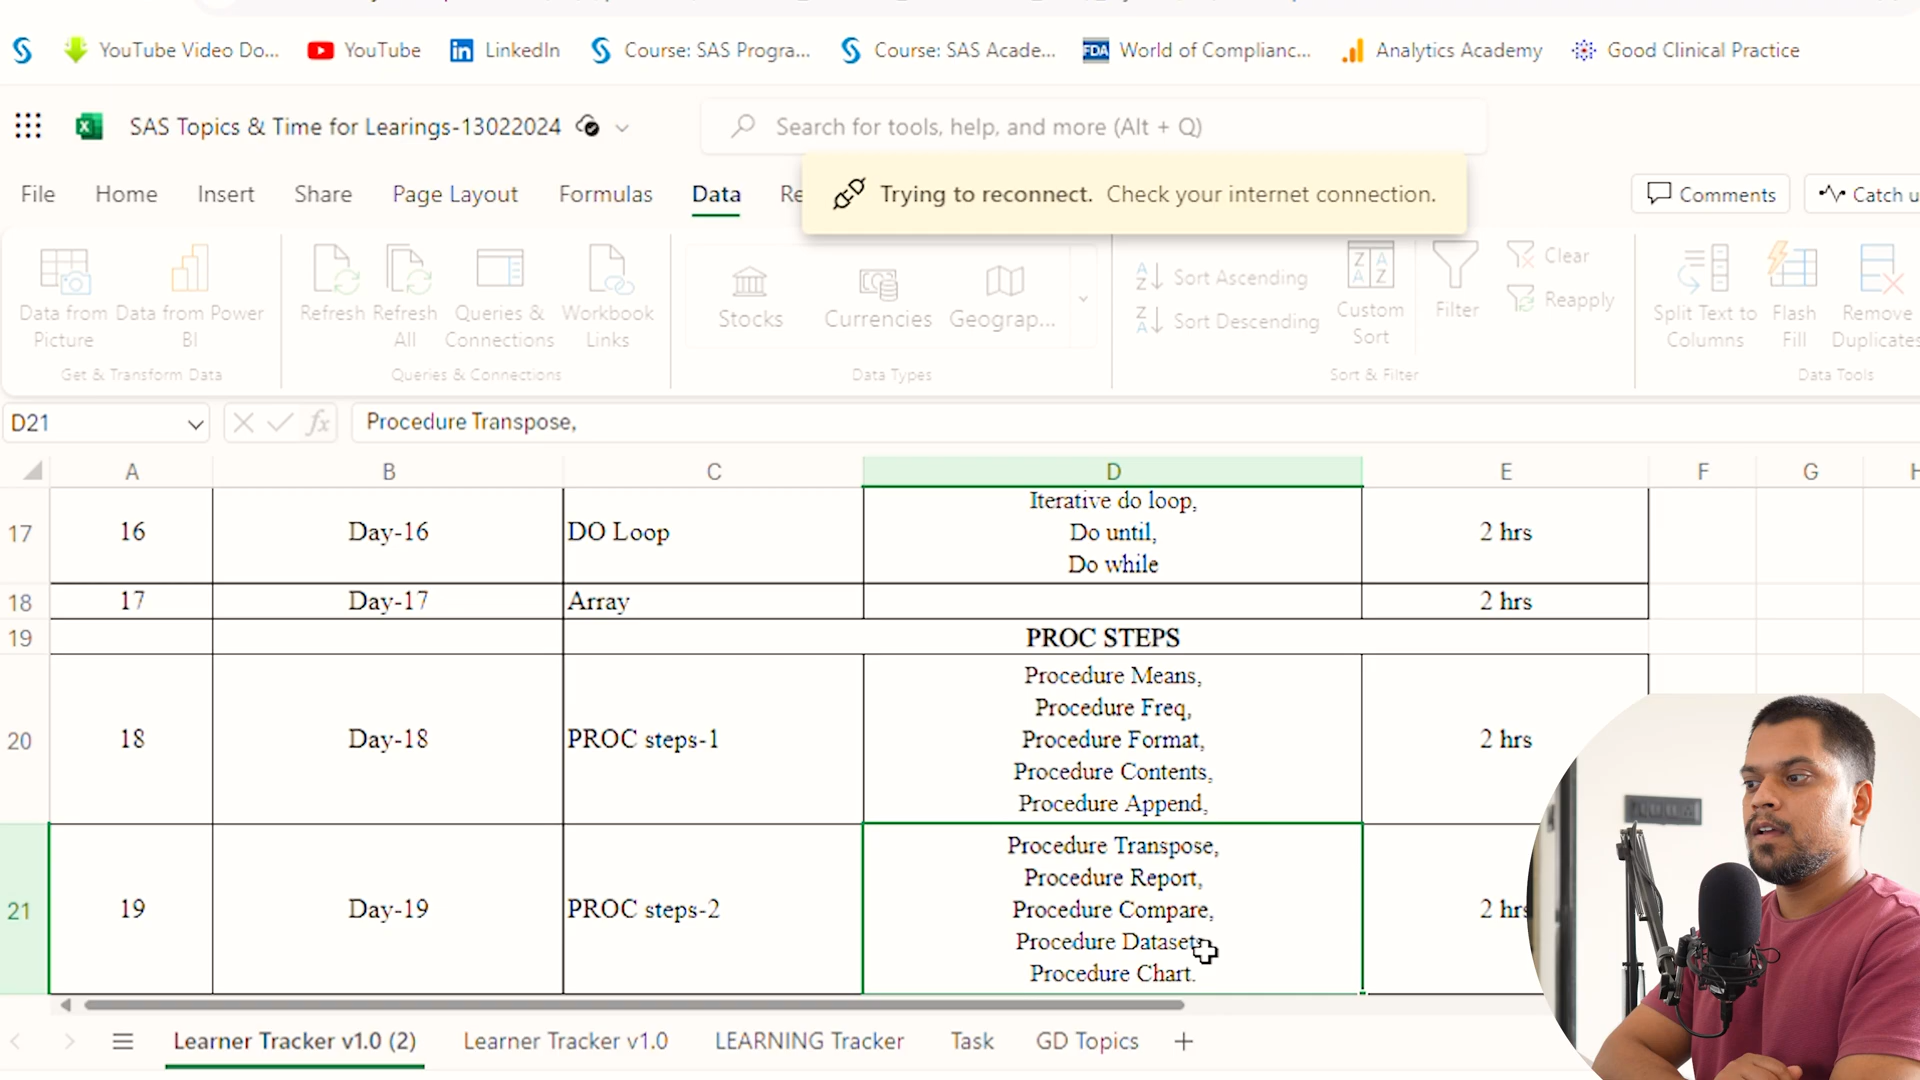 YouTube Video Do...
YouTube
LinkedIn
Course: SAS Progra...
Course: SAS Acade...
FDA
World of Complianc...
Analytics Academy
Good Clinical Practice
SAS Topics & Time for Learings-13022024
Search for tools, help, and more (Alt + Q)
File
Home
Insert
Share
Page Layout
Formulas
Data
Re
Trying to reconnect. Check your internet connection.
Comments
Catch u
Data from
Picture
Data from Power
BI
Get & Transform Data
Refresh
Refresh
All
Queries &
Connections
Workbook
Links
Queries & Connections
Stocks
Currencies
Geograp...
Data Types
Sort Ascending
Sort Descending
Custom
Sort
Filter
Clear
Reapply
Sort & Filter
Split Text to
Columns
Flash
Fill
Remove
Duplicates
Data Tools
D21
fx
Procedure Transpose,
A
B
C
D
E
F
G
H
17
16
Day-16
DO Loop
Iterative do loop,
Do until,
Do while
2 hrs
18
17
Day-17
Array
2 hrs
19
PROC STEPS
20
18
Day-18
PROC steps-1
Procedure Means,
Procedure Freq,
Procedure Format,
Procedure Contents,
Procedure Append,
2 hrs
21
19
Day-19
PROC steps-2
Procedure Transpose,
Procedure Report,
Procedure Compare,
Procedure Datasets
Procedure Chart.
2 hrs
Learner Tracker v1.0 (2)
Learner Tracker v1.0
LEARNING Tracker
Task
GD Topics